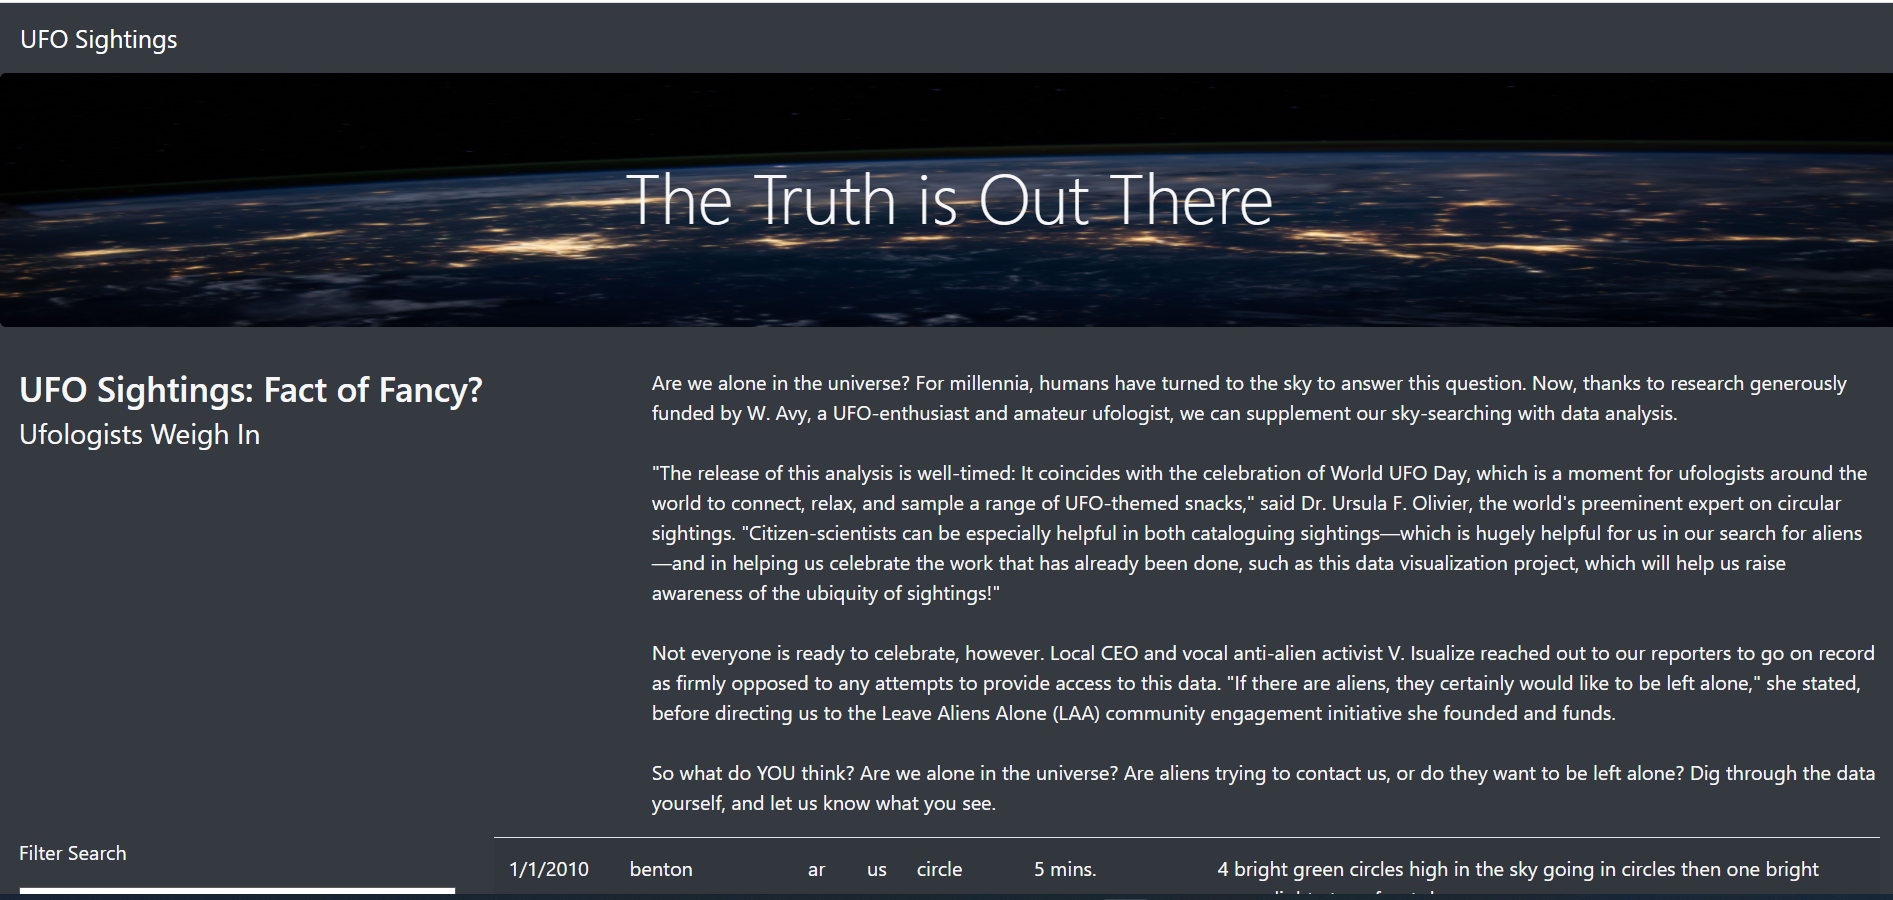 UFO Sightings
The Truth is Out There
UFO Sightings: Fact of Fancy?
Ufologists Weigh In
Are we alone in the universe? For millennia, humans have turned to the sky to answer this question. Now, thanks to research generously
funded by W. Avy, a UFO-enthusiast and amateur ufologist, we can supplement our sky-searching with data analysis.
"The release of this analysis is well-timed: It coincides with the celebration of World UFO Day, which is a moment for ufologists around the
world to connect, relax, and sample a range of UFO-themed snacks," said Dr. Ursula F. Olivier, the world's preeminent expert on circular
sightings. "Citizen-scientists can be especially helpful in both cataloguing sightings—which is hugely helpful for us in our search for aliens
—and in helping us celebrate the work that has already been done, such as this data visualization project, which will help us raise
awareness of the ubiquity of sightings!"
Not everyone is ready to celebrate, however. Local CEO and vocal anti-alien activist V. Isualize reached out to our reporters to go on record
as firmly opposed to any attempts to provide access to this data. "If there are aliens, they certainly would like to be left alone," she stated,
before directing us to the Leave Aliens Alone (LAA) community engagement initiative she founded and funds.
So what do YOU think? Are we alone in the universe? Are aliens trying to contact us, or do they want to be left alone? Dig through the data
yourself, and let us know what you see.
Filter Search
1/1/2010 benton ar us circle 5 mins. 4 bright green circles high in the sky going in circles then one bright